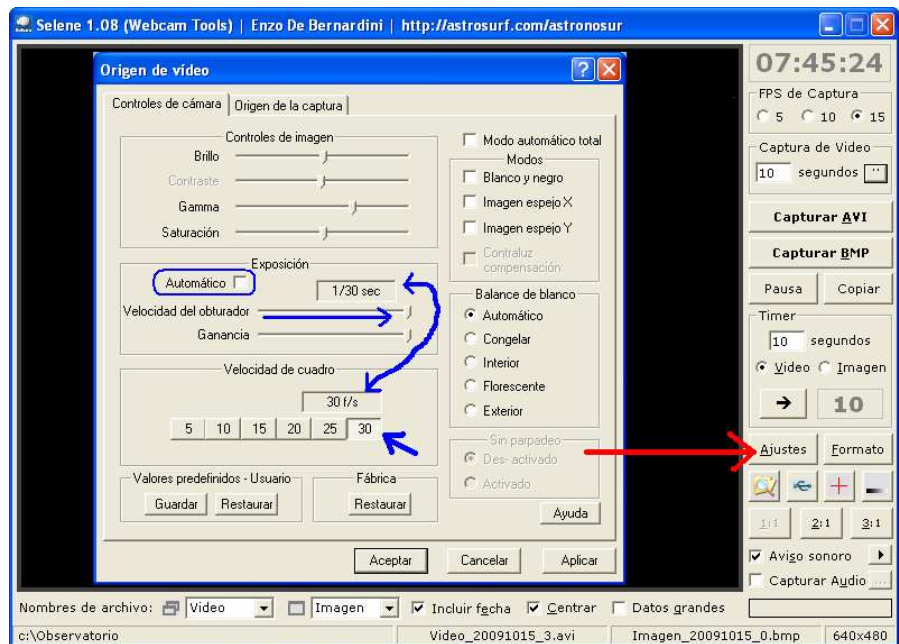 Selene 1.08 (Webcam Tools) | Enzo De Bernardini | http://astrosurf.com/astronosur
Origen de vídeo
Controles de cámara
Origen de la captura
Controles de imagen
Brillo
Contraste
Gamma
Saturación
Exposición
Automático
1/30 sec
Velocidad del obturador
Ganancia
Velocidad de cuadro
30 f/s
5 10 15 20 25 30
Valores predefinidos - Usuario
Guardar Restaurar
Fábrica
Restaurar
Modo automático total
Modos
Blanco y negro
Imagen espejo X
Imagen espejo Y
Contraluz
compensación
Balance de blanco
Automático
Congelar
Interior
Florescente
Exterior
Sin parpadeo
Des- activado
Activado
Ayuda
Aceptar Cancelar Aplicar
07:45:24
FPS de Captura
5 10 15
Captura de Video
10 segundos ..
Capturar AVI
Capturar BMP
Pausa Copiar
Timer
10 segundos
Video Imagen
10
Ajustes Formato
1:1 2:1 3:1
Aviso sonoro
Capturar Audio ...
Nombres de archivo: Video Imagen Incluir fecha Centrar Datos grandes
c:\Observatorio Video_20091015_3.avi Imagen_20091015_0.bmp 640x480